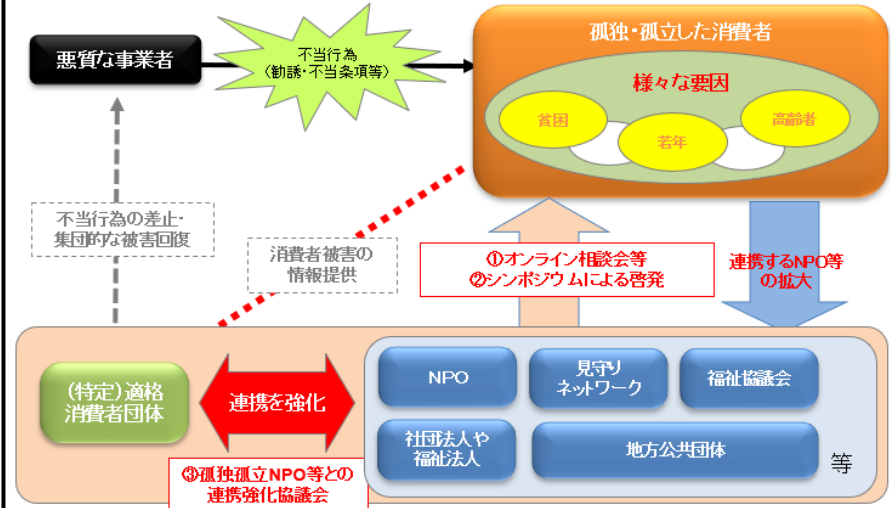 悪質な事業者
不当行為
(勧誘・不当条項等)
孤独・孤立した消費者
様々な要因
貧困
若年
高齢者
不当行為の差止・
集団的な被害回復
消費者被害の
情報提供
①オンライン相談会等
②シンポジウムによる啓発
連携するNPO等
の拡大
(特定)適格
消費者団体
連携を強化
③孤独孤立NPO等との
連携強化協議会
NPO
見守り
ネットワーク
福祉協議会
社団法人や
福祉法人
地方公共団体
等